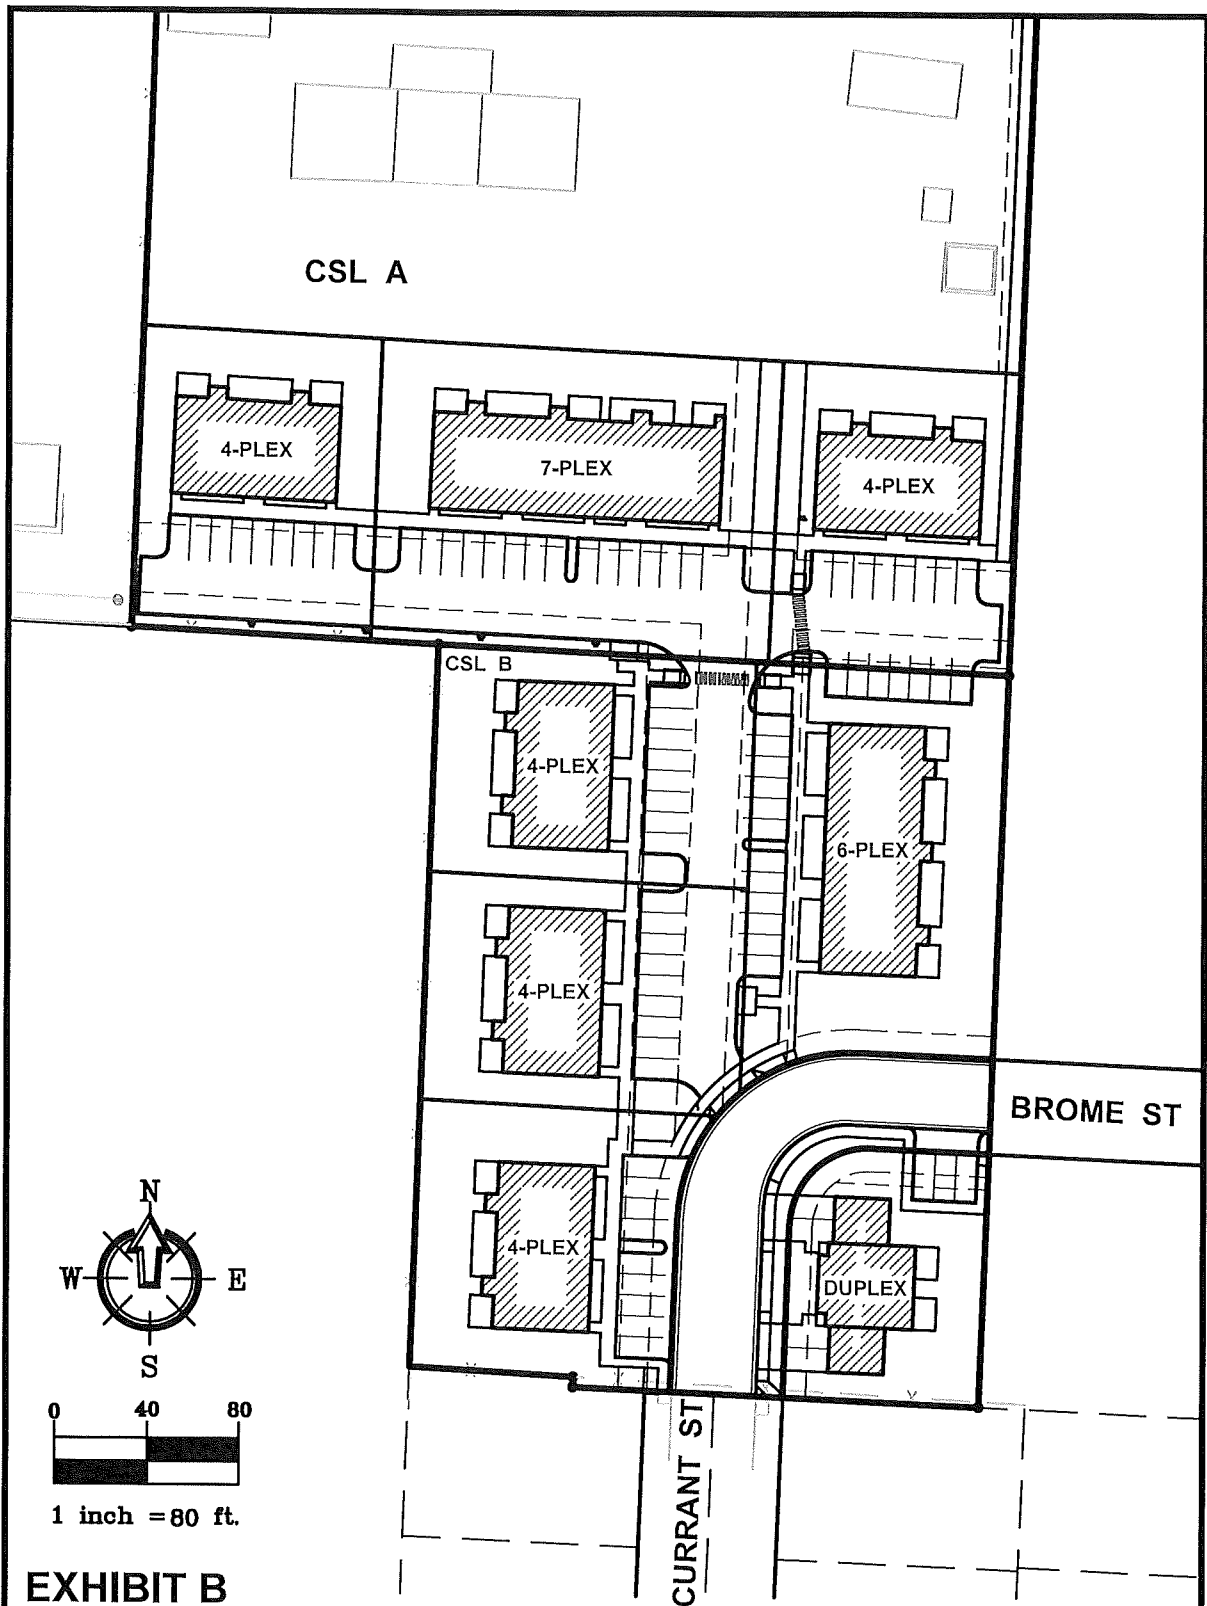 CSL A
4-PLEX
7-PLEX
4-PLEX
CSL B
4-PLEX
6-PLEX
4-PLEX
BROME ST
4-PLEX
DUPLEX
N
W E
S
0 40 80
1 inch = 80 ft.
CURRANT ST
EXHIBIT B